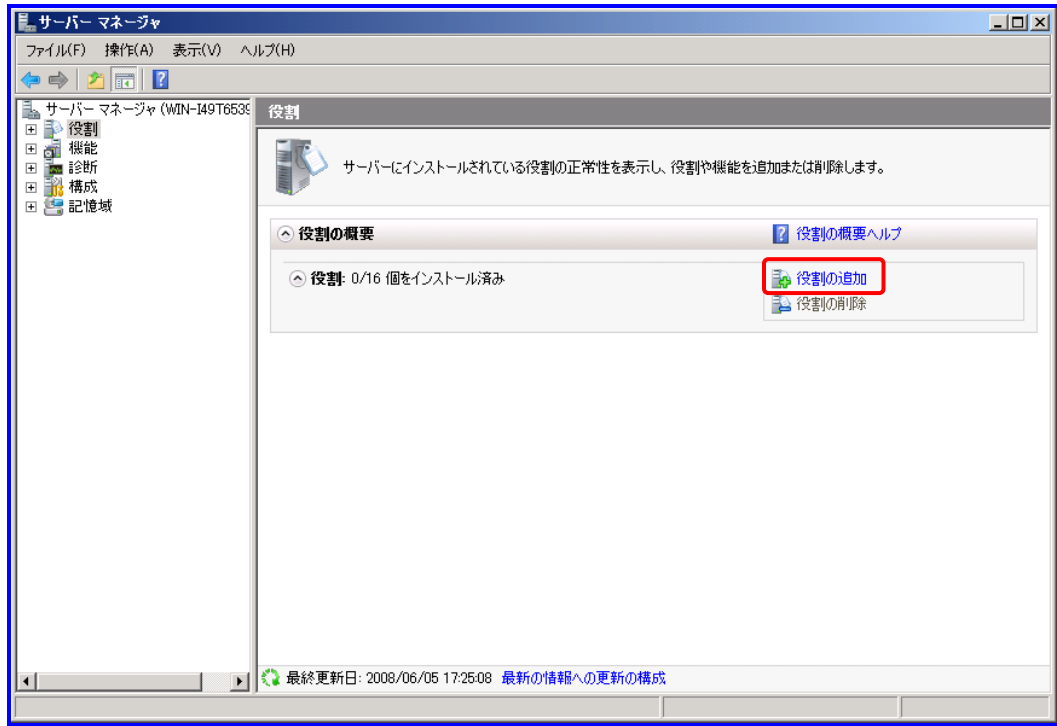 サーバー マネージャ
ファイル(F) 操作(A) 表示(V) ヘルプ(H)
サーバー マネージャ (WIN-I49T6539
役割
機能
診断
構成
記憶域
役割
サーバーにインストールされている役割の正常性を表示し、役割や機能を追加または削除します。
役割の概要
役割の概要ヘルプ
役割: 0/16 個をインストール済み
役割の追加
役割の削除
最終更新日: 2008/06/05 17:25:08 最新の情報への更新の構成